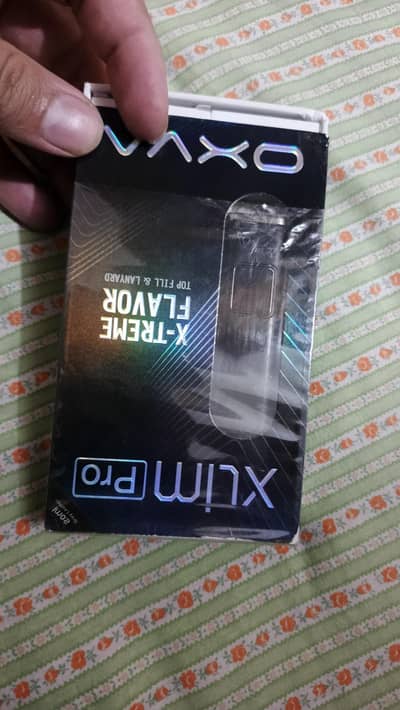 XLIM Pro
X-TREME
FLAVOR
TOP FILL & LANYARD
OXVA